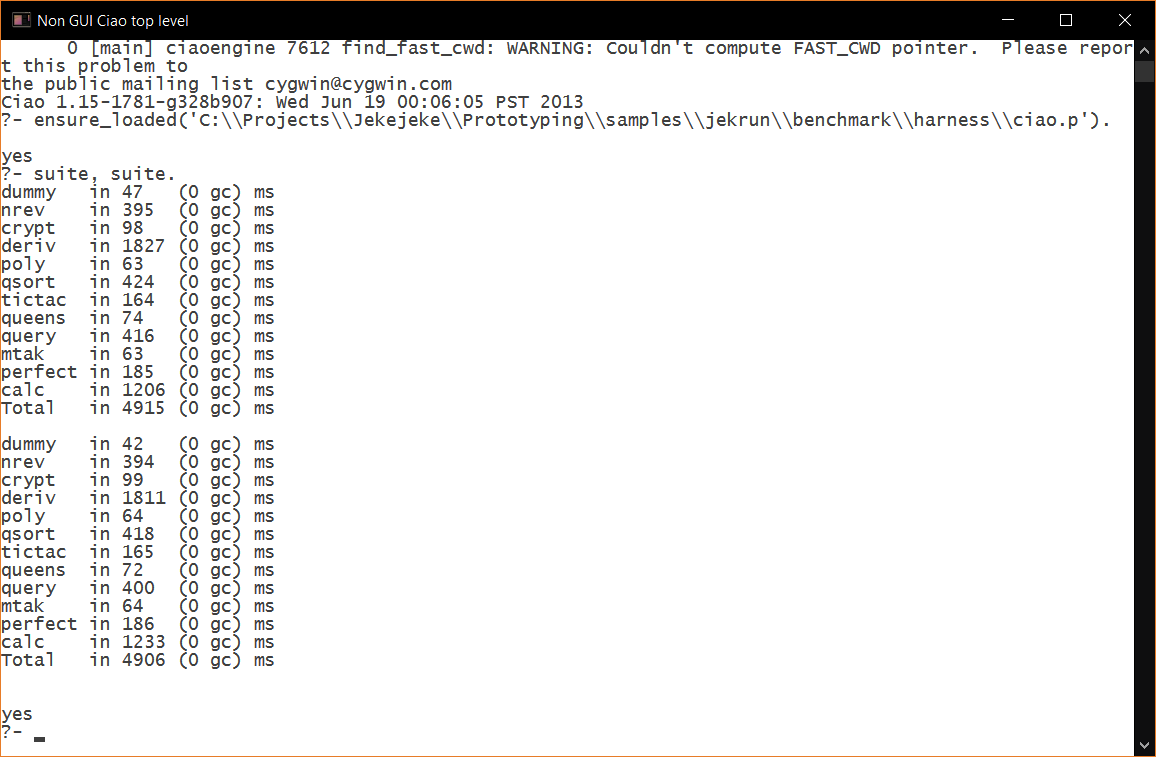 Non GUI Ciao top level
      0 [main] ciaoengine 7612 find_fast_cwd: WARNING: Couldn't compute FAST_CWD pointer.  Please repor
t this problem to
the public mailing list cygwin@cygwin.com
Ciao 1.15-1781-g328b907: Wed Jun 19 00:06:05 PST 2013
?- ensure_loaded('C:\\Projects\\Jekejeke\\Prototyping\\samples\\jekrun\\benchmark\\harness\\ciao.p').
yes
?- suite, suite.
dummy   in 47   (0 gc) ms
nrev    in 395  (0 gc) ms
crypt   in 98   (0 gc) ms
deriv   in 1827 (0 gc) ms
poly    in 63   (0 gc) ms
qsort   in 424  (0 gc) ms
tictac  in 164  (0 gc) ms
queens  in 74   (0 gc) ms
query   in 416  (0 gc) ms
mtak    in 63   (0 gc) ms
perfect in 185  (0 gc) ms
calc    in 1206 (0 gc) ms
Total   in 4915 (0 gc) ms
dummy   in 42   (0 gc) ms
nrev    in 394  (0 gc) ms
crypt   in 99   (0 gc) ms
deriv   in 1811 (0 gc) ms
poly    in 64   (0 gc) ms
qsort   in 418  (0 gc) ms
tictac  in 165  (0 gc) ms
queens  in 72   (0 gc) ms
query   in 400  (0 gc) ms
mtak    in 64   (0 gc) ms
perfect in 186  (0 gc) ms
calc    in 1233 (0 gc) ms
Total   in 4906 (0 gc) ms
yes
?-